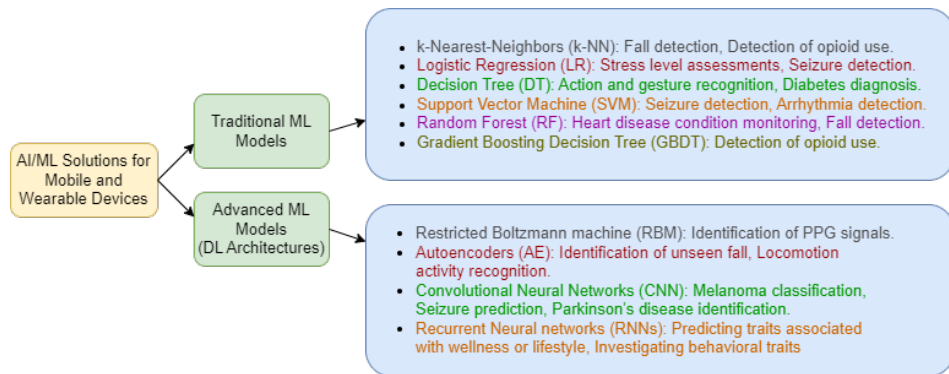 AI/ML Solutions for
Mobile and
Wearable Devices
Traditional ML
Models
k-Nearest-Neighbors (k-NN): Fall detection, Detection of opioid use.
Logistic Regression (LR): Stress level assessments, Seizure detection.
Decision Tree (DT): Action and gesture recognition, Diabetes diagnosis.
Support Vector Machine (SVM): Seizure detection, Arrhythmia detection.
Random Forest (RF): Heart disease condition monitoring, Fall detection.
Gradient Boosting Decision Tree (GBDT): Detection of opioid use.
Advanced ML
Models
(DL Architectures)
Restricted Boltzmann machine (RBM): Identification of PPG signals.
Autoencoders (AE): Identification of unseen fall, Locomotion
activity recognition.
Convolutional Neural Networks (CNN): Melanoma classification,
Seizure prediction, Parkinson's disease identification.
Recurrent Neural networks (RNNs): Predicting traits associated
with wellness or lifestyle, Investigating behavioral traits